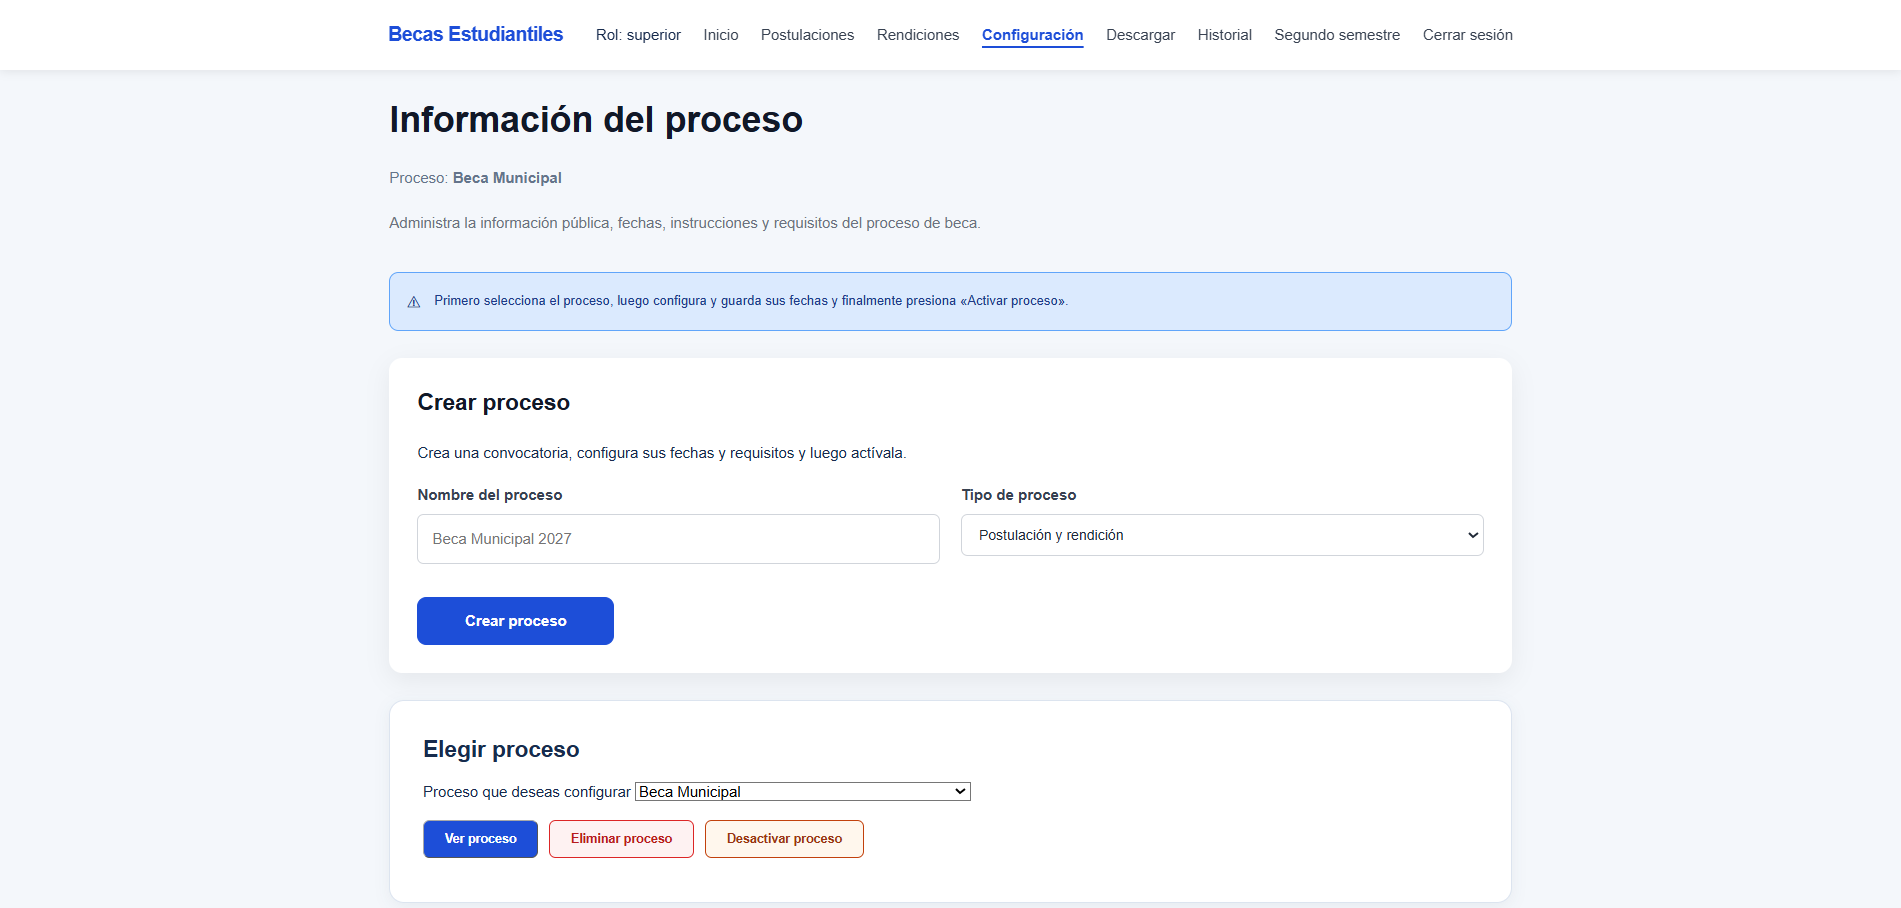 Becas Estudiantiles Rol: superior Inicio Postulaciones Rendiciones Configuración Descargar Historial Segundo semestre Cerrar sesión
Información del proceso
Proceso: Beca Municipal
Administra la información pública, fechas, instrucciones y requisitos del proceso de beca.
⚠ Primero selecciona el proceso, luego configura y guarda sus fechas y finalmente presiona «Activar proceso».
Crear proceso
Crea una convocatoria, configura sus fechas y requisitos y luego actívala.
Nombre del proceso Tipo de proceso
Beca Municipal 2027 Postulación y rendición
Crear proceso
Elegir proceso
Proceso que deseas configurar Beca Municipal
Ver proceso Eliminar proceso Desactivar proceso